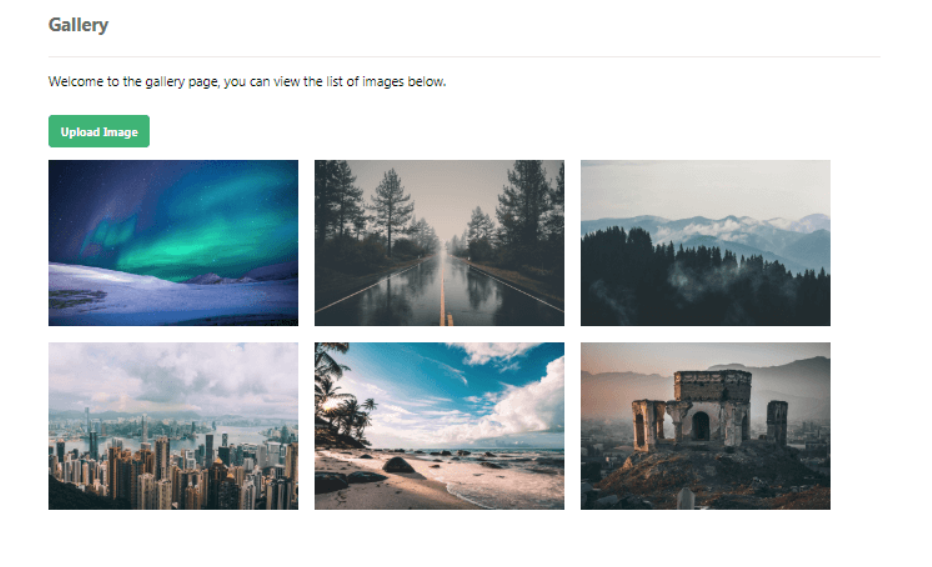 Gallery
Welcome to the gallery page, you can view the list of images below.
Upload Image